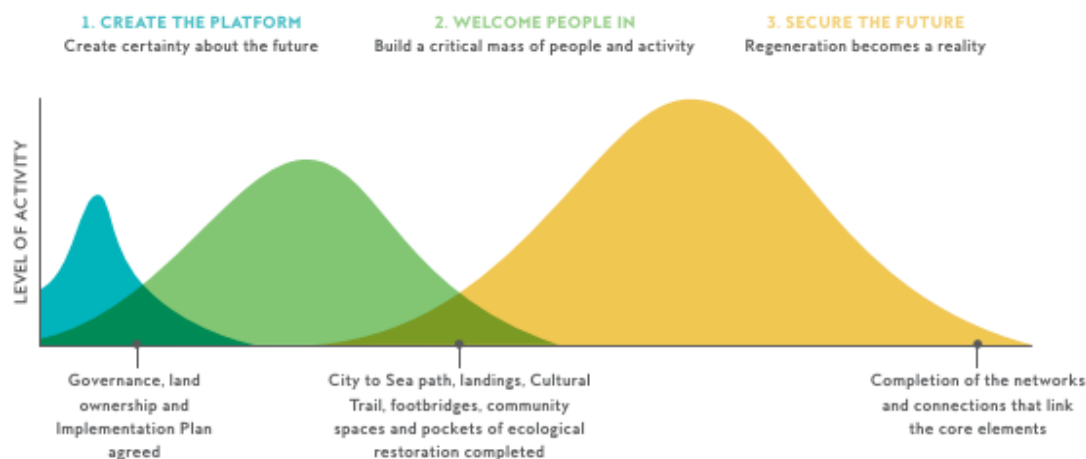 1. CREATE THE PLATFORM
Create certainty about the future
2. WELCOME PEOPLE IN
Build a critical mass of people and activity
3. SECURE THE FUTURE
Regeneration becomes a reality
LEVEL OF ACTIVITY
Governance, land
ownership and
Implementation Plan
agreed
City to Sea path, landings, Cultural
Trail, footbridges, community
spaces and pockets of ecological
restoration completed
Completion of the networks
and connections that link
the core elements